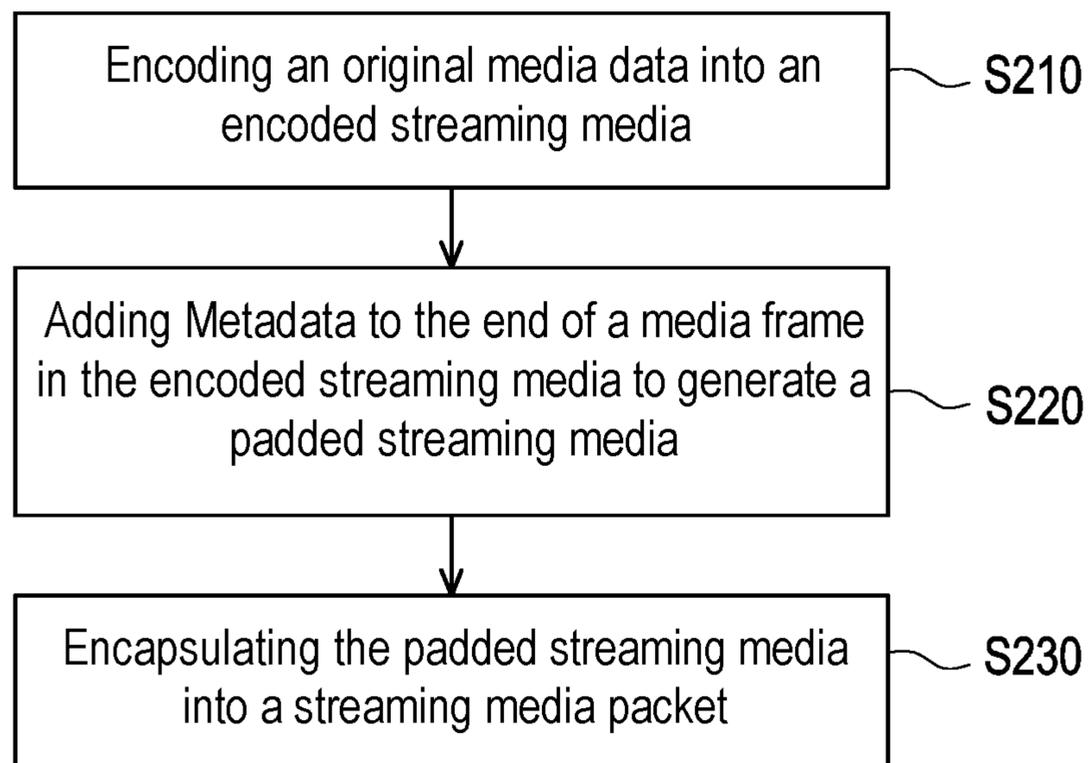 Encoding an original media data into an
encoded streaming media
S210
Adding Metadata to the end of a media frame
in the encoded streaming media to generate a
padded streaming media
S220
Encapsulating the padded streaming media
into a streaming media packet
S230